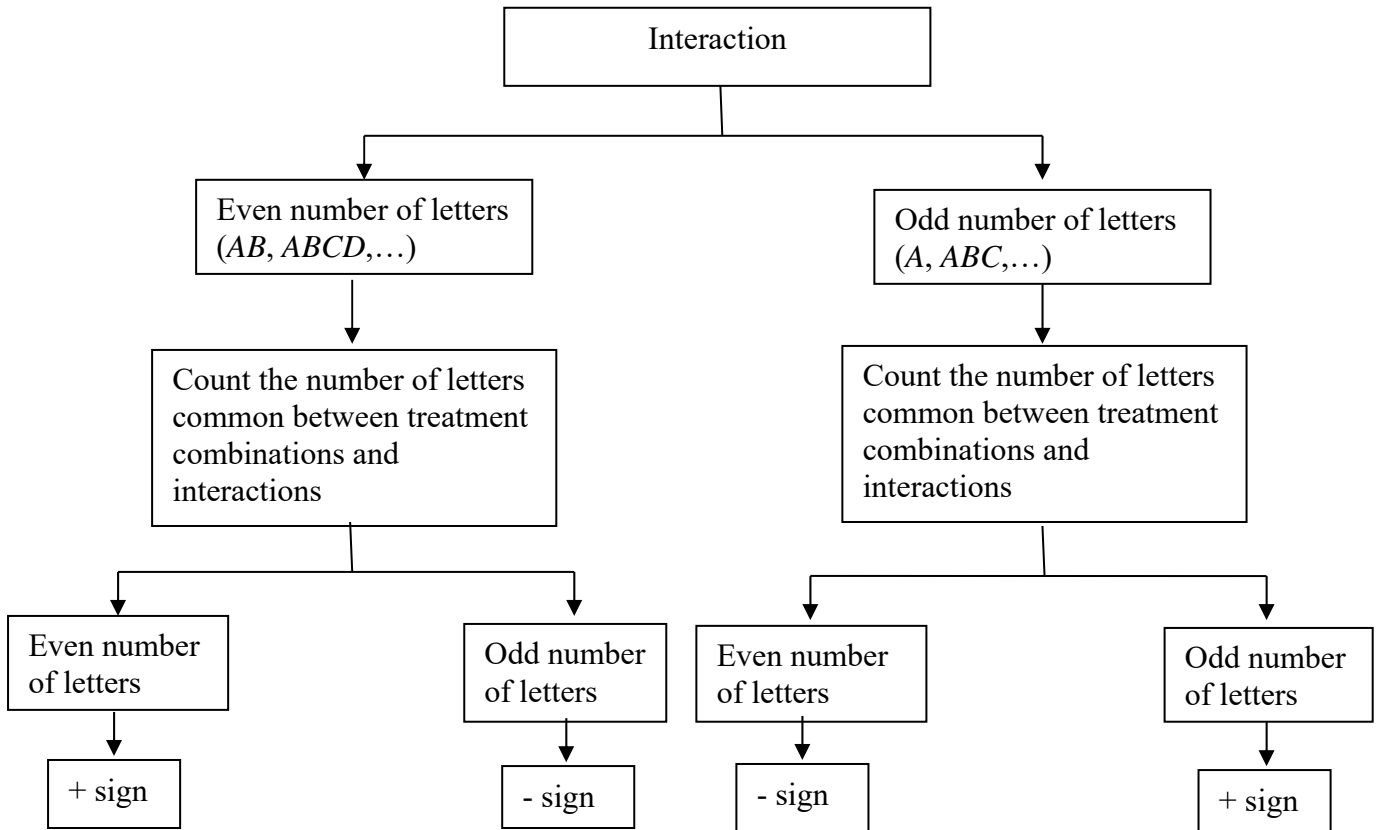 Interaction
Even number of letters
(AB, ABCD,…)
Odd number of letters
(A, ABC,…)
Count the number of letters
common between treatment
combinations and
interactions
Count the number of letters
common between treatment
combinations and
interactions
Even number
of letters
Odd number
of letters
Even number
of letters
Odd number
of letters
+ sign
- sign
- sign
+ sign